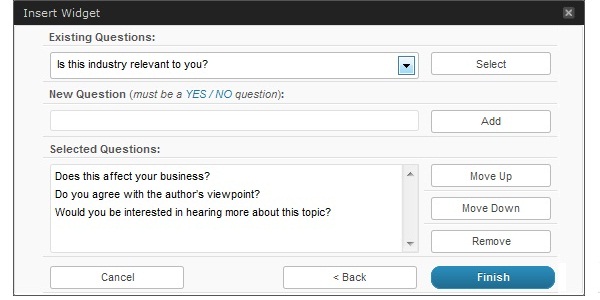 Insert Widget
Existing Questions:
Is this industry relevant to you?
Select
New Question (must be a YES / NO question):
Add
Selected Questions:
Does this affect your business?
Do you agree with the author's viewpoint?
Would you be interested in hearing more about this topic?
Move Up
Move Down
Remove
Cancel
< Back
Finish